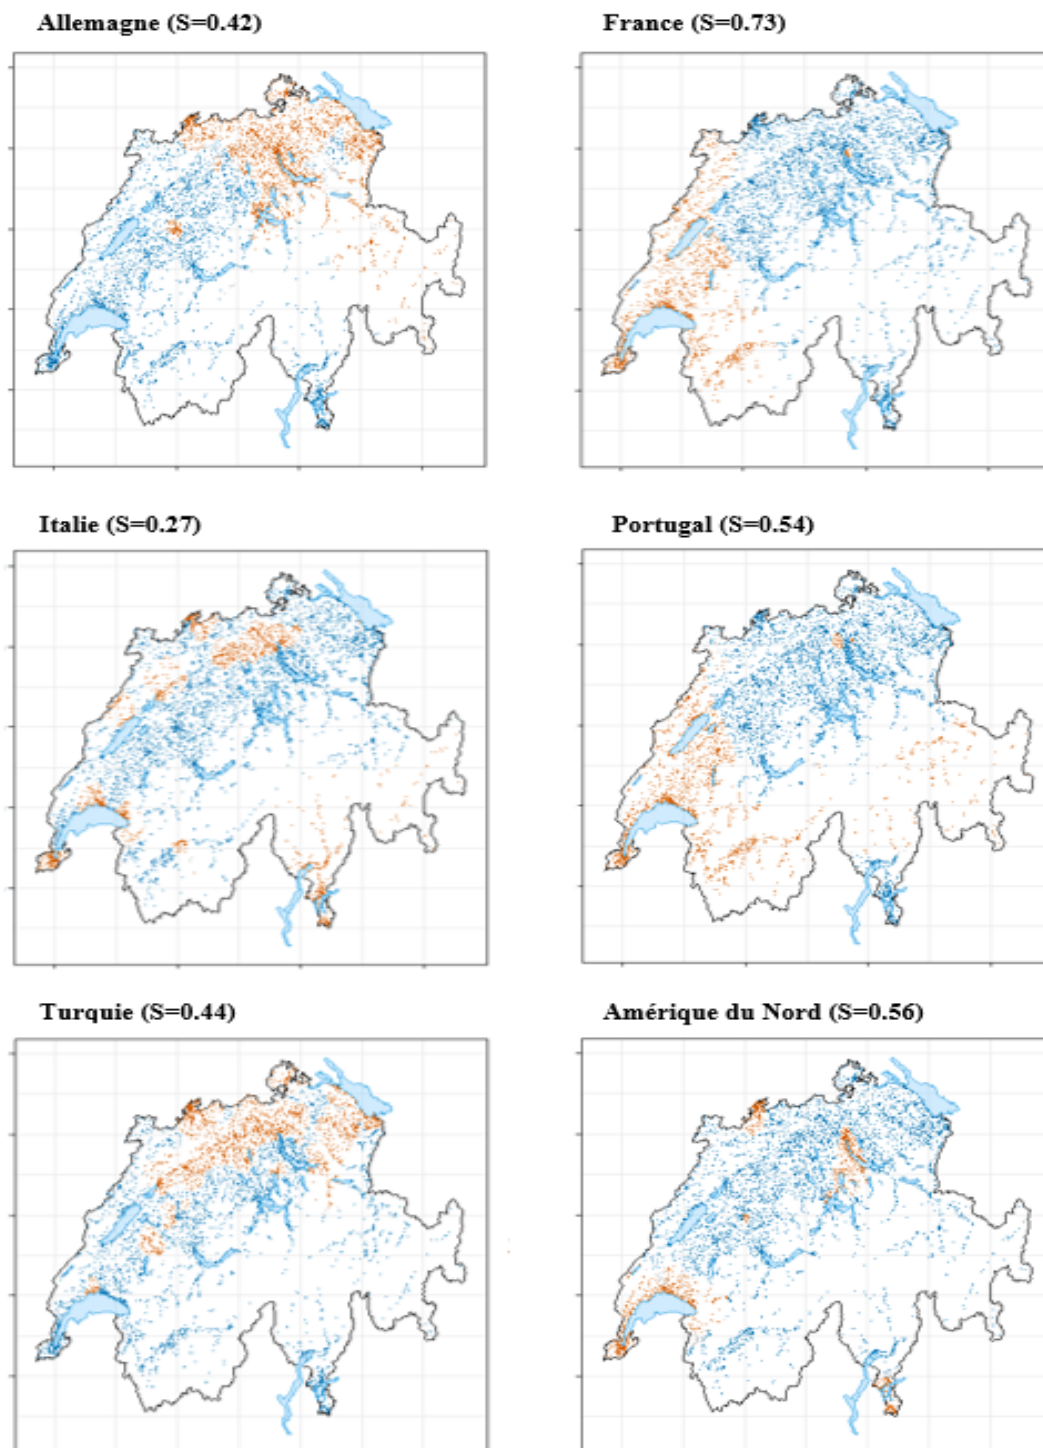 Allemagne (S=0.42)
France (S=0.73)
Italie (S=0.27)
Portugal (S=0.54)
Turquie (S=0.44)
Amérique du Nord (S=0.56)